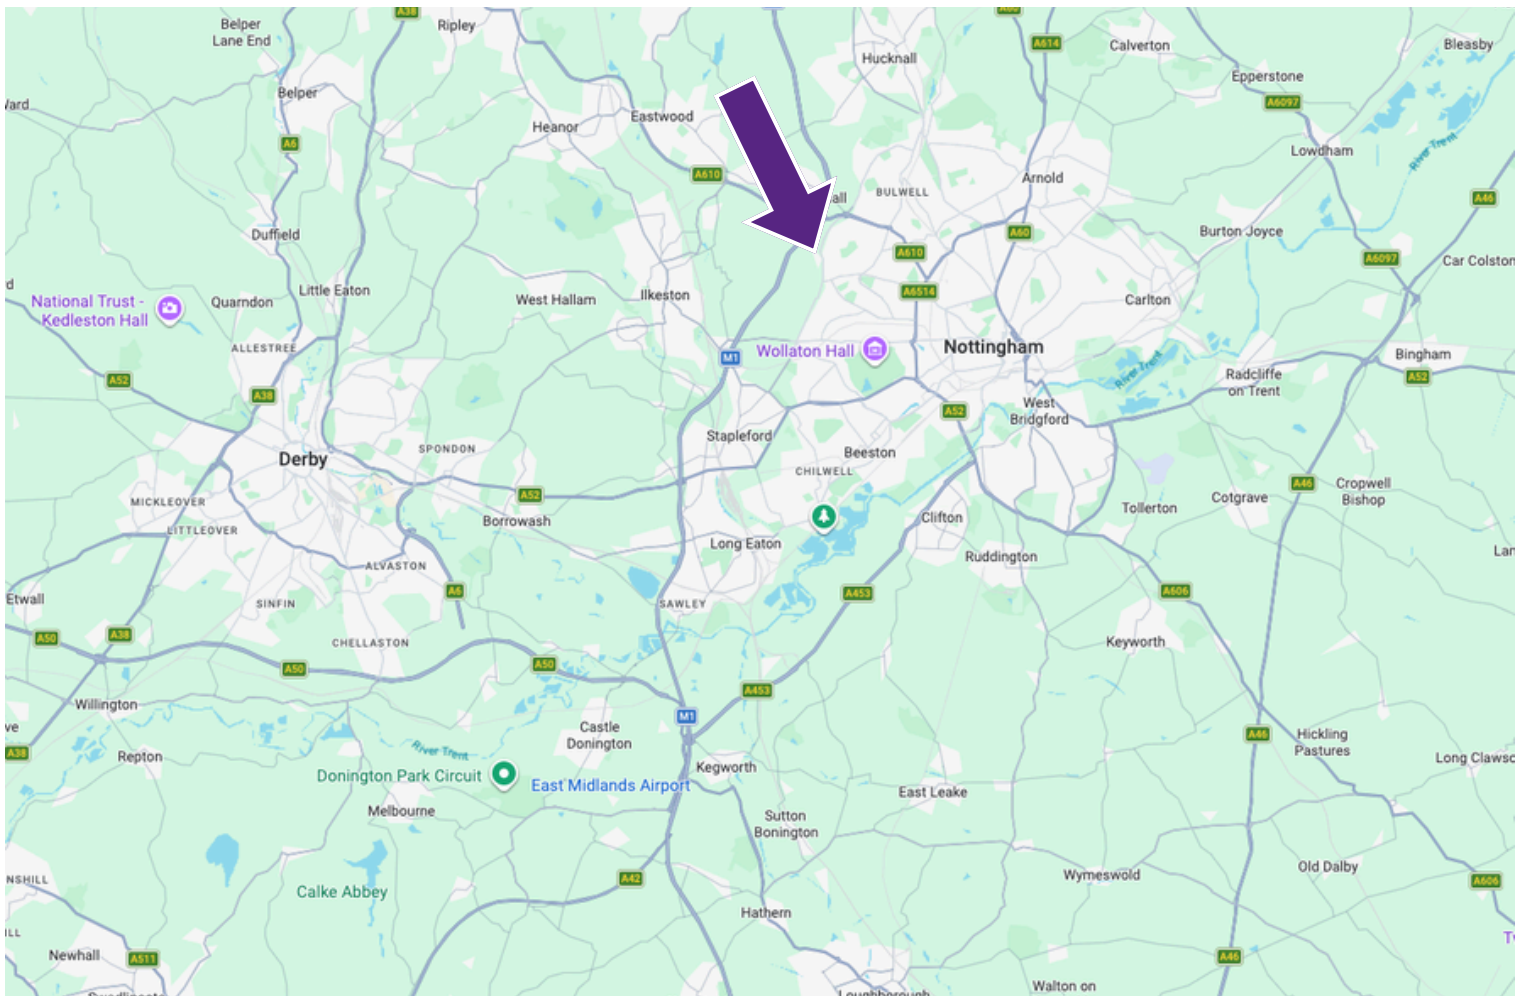 A38
Ripley
Belper
Lane End
Hucknall
A614
Calverton
Bleasby
Epperstone
Belper
A6097
Eastwood
Heanor
A6
River Trent
Lowdham
A610
Arnold
BULWELL
all
A46
Duffield
A60
Burton Joyce
A610
A6097
Car Colston
Little Eaton
National Trust -
Kedleston Hall
Quarndon
West Hallam
Ilkeston
A6514
Carlton
ALLESTREE
M1
Wollaton Hall
Nottingham
Bingham
River Trent
Radcliffe
on Trent
A52
A52
A38
A52
West
Bridgford
Stapleford
SPONDON
Beeston
Derby
CHILWELL
A46
Cropwell
Bishop
MICKLEOVER
A52
Cotgrave
Tollerton
Borrowash
Clifton
LITTLEOVER
Long Eaton
Ruddington
ALVASTON
Etwall
SINFIN
A6
SAWLEY
A453
A606
A50
A38
CHELLASTON
Keyworth
A50
A50
A453
Willington
M1
Castle
Donington
A46
Hickling
Pastures
A38
Repton
River Trent
Long Clawso
Donington Park Circuit
East Midlands Airport
Kegworth
Melbourne
East Leake
Sutton
Bonington
Old Dalby
NSHILL
Calke Abbey
A42
Wymeswold
A606
Hathern
Newhall
A511
A46
Walton on
Loughborough